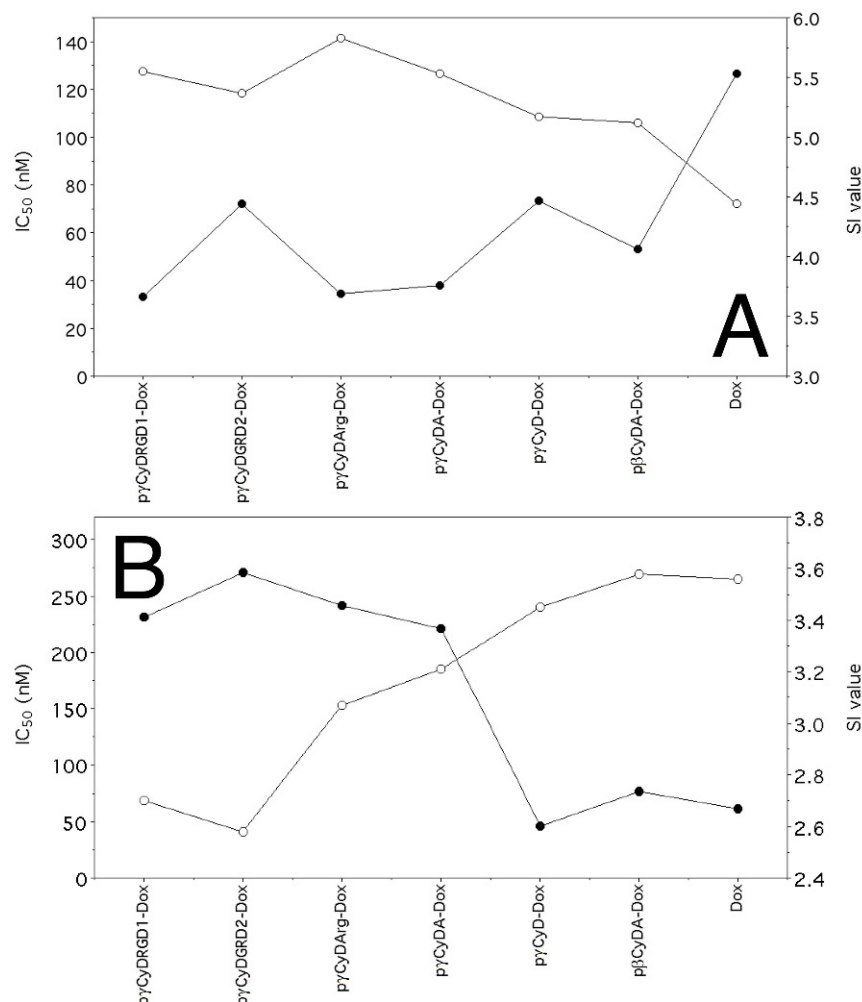 140
120
100
80
60
40
20
0
IC50 (nM)
6.0
5.5
5.0
4.5
4.0
3.5
3.0
SI value
A
pγCyDRGD1-Dox
pγCyDGRD2-Dox
pγCyDArg-Dox
pγCyDA-Dox
pγCyD-Dox
pβCyDA-Dox
Dox
300
250
200
150
100
50
0
IC50 (nM)
B
3.8
3.6
3.4
3.2
3.0
2.8
2.6
2.4
SI value
pγCyDRGD1-Dox
pγCyDGRD2-Dox
pγCyDArg-Dox
pγCyDA-Dox
pγCyD-Dox
pβCyDA-Dox
Dox